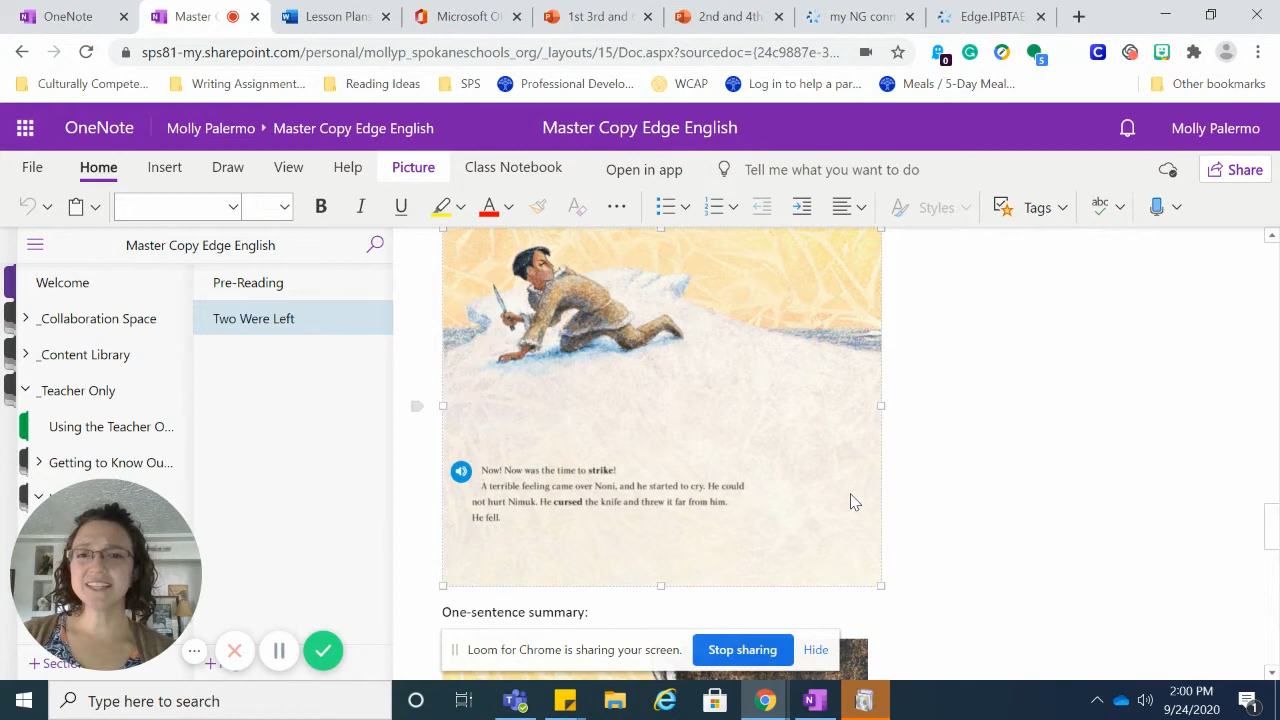 OneNote
Master C
Lesson Plans
Microsoft O
1st 3rd and t
2nd and 4th
my NG conn
Edge.IPBTAE
sps81-my.sharepoint.com/personal/mollyp_spokaneschools_org/_layouts/15/Doc.aspx?sourcedoc={24c9887e-3...
0
5
Culturally Compete...
Writing Assignment...
Reading Ideas
SPS
Professional Develo...
WCAP
Log in to help a par...
Meals / 5-Day Meal...
Other bookmarks
OneNote
Molly Palermo
Master Copy Edge English
Master Copy Edge English
Molly Palermo
File
Home
Insert
Draw
View
Help
Picture
Class Notebook
Open in app
Tell me what you want to do
Share
B
I
U
A
Styles
Tags
abc
Master Copy Edge English
Welcome
_Collaboration Space
_Content Library
_Teacher Only
Using the Teacher O...
Getting to Know Ou...
Pre-Reading
Two Were Left
Now! Now was the time to strike!
A terrible feeling came over Noni, and he started to cry. He could
not hurt Nimuk. He cursed the knife and threw it far from him.
He fell.
One-sentence summary:
Loom for Chrome is sharing your screen.
Stop sharing
Hide
Type here to search
2:00 PM
9/24/2020
1